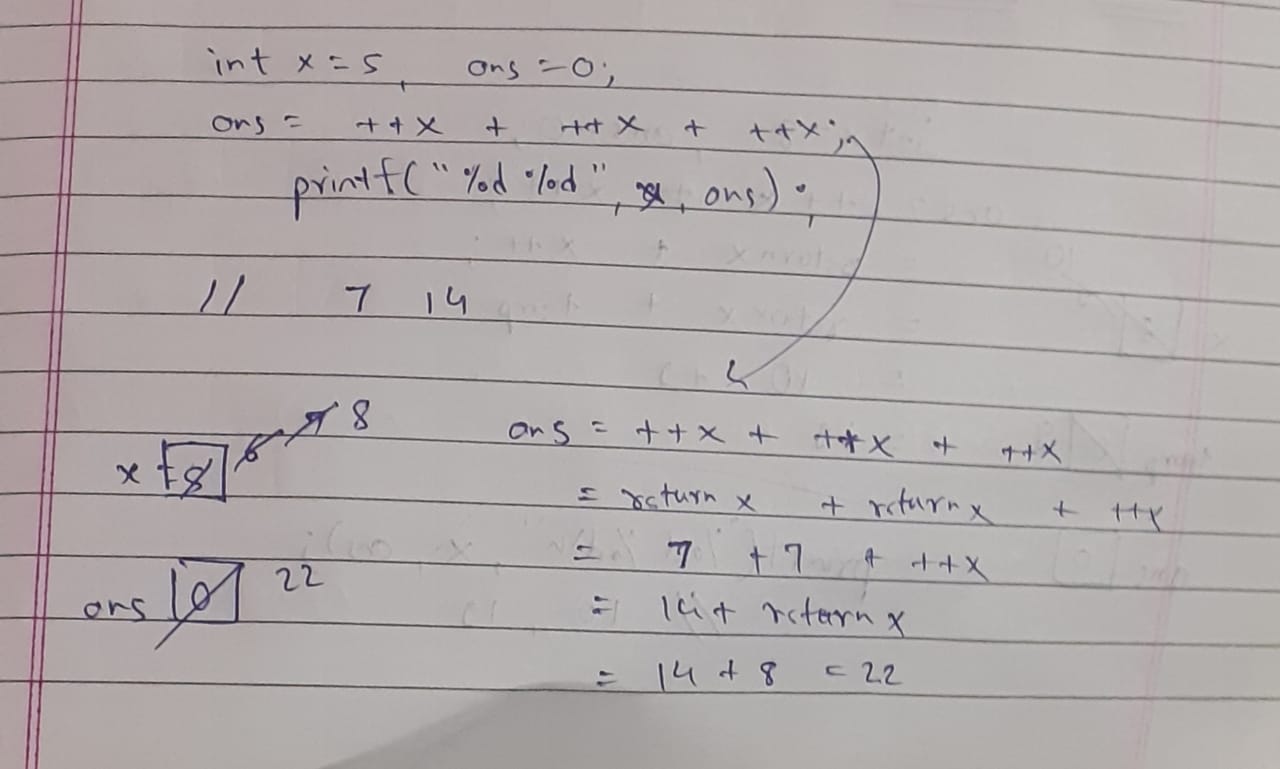 int x = 5, ans = 0;
ans = ++x + ++x + ++x;
printf("%d %d", x, ans);
// 7 14
x 6 7 8
ans = ++x + ++x + ++x
= return x + return x + ++x
= 7 + 7 + ++x
ans 0 22
= 14 + return x
= 14 + 8 = 22